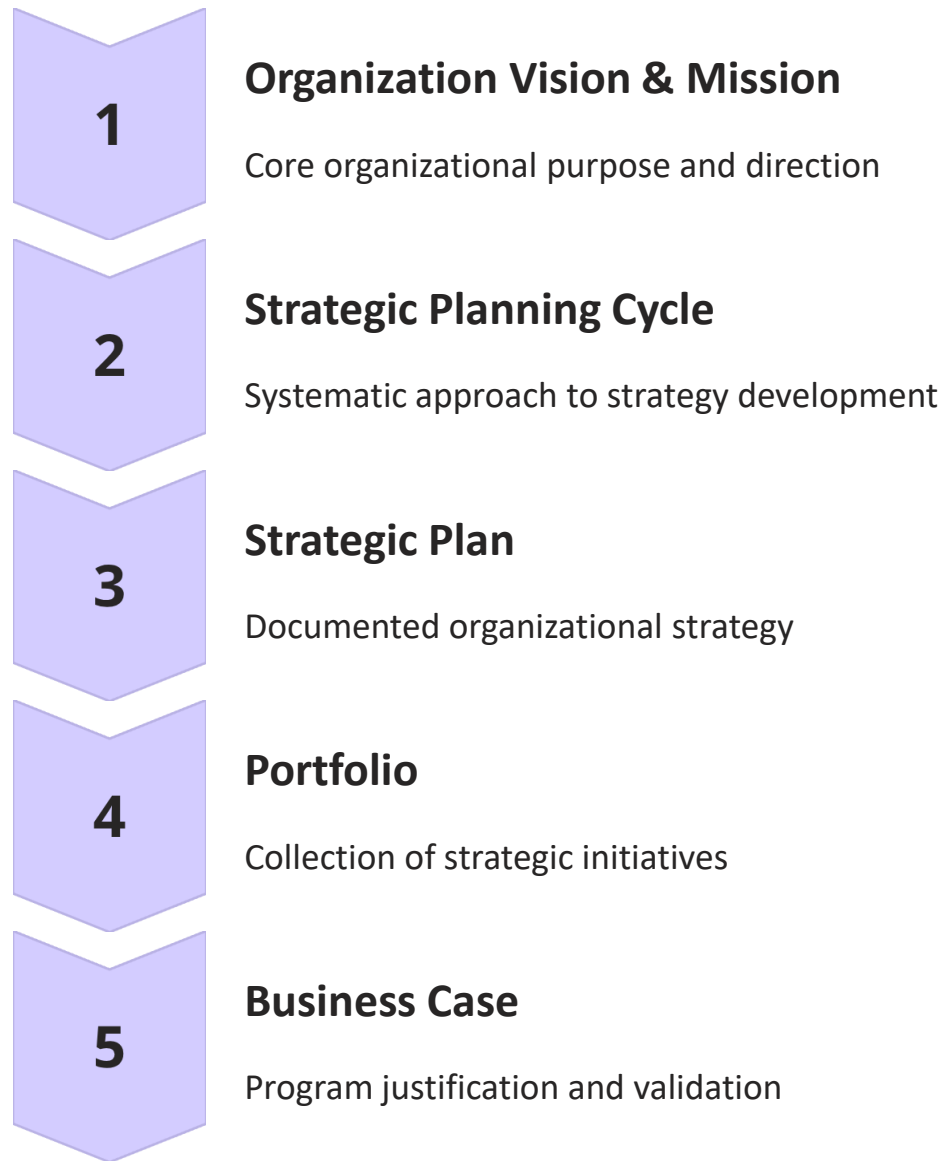 1
Organization Vision & Mission
Core organizational purpose and direction
2
Strategic Planning Cycle
Systematic approach to strategy development
3
Strategic Plan
Documented organizational strategy
4
Portfolio
Collection of strategic initiatives
5
Business Case
Program justification and validation